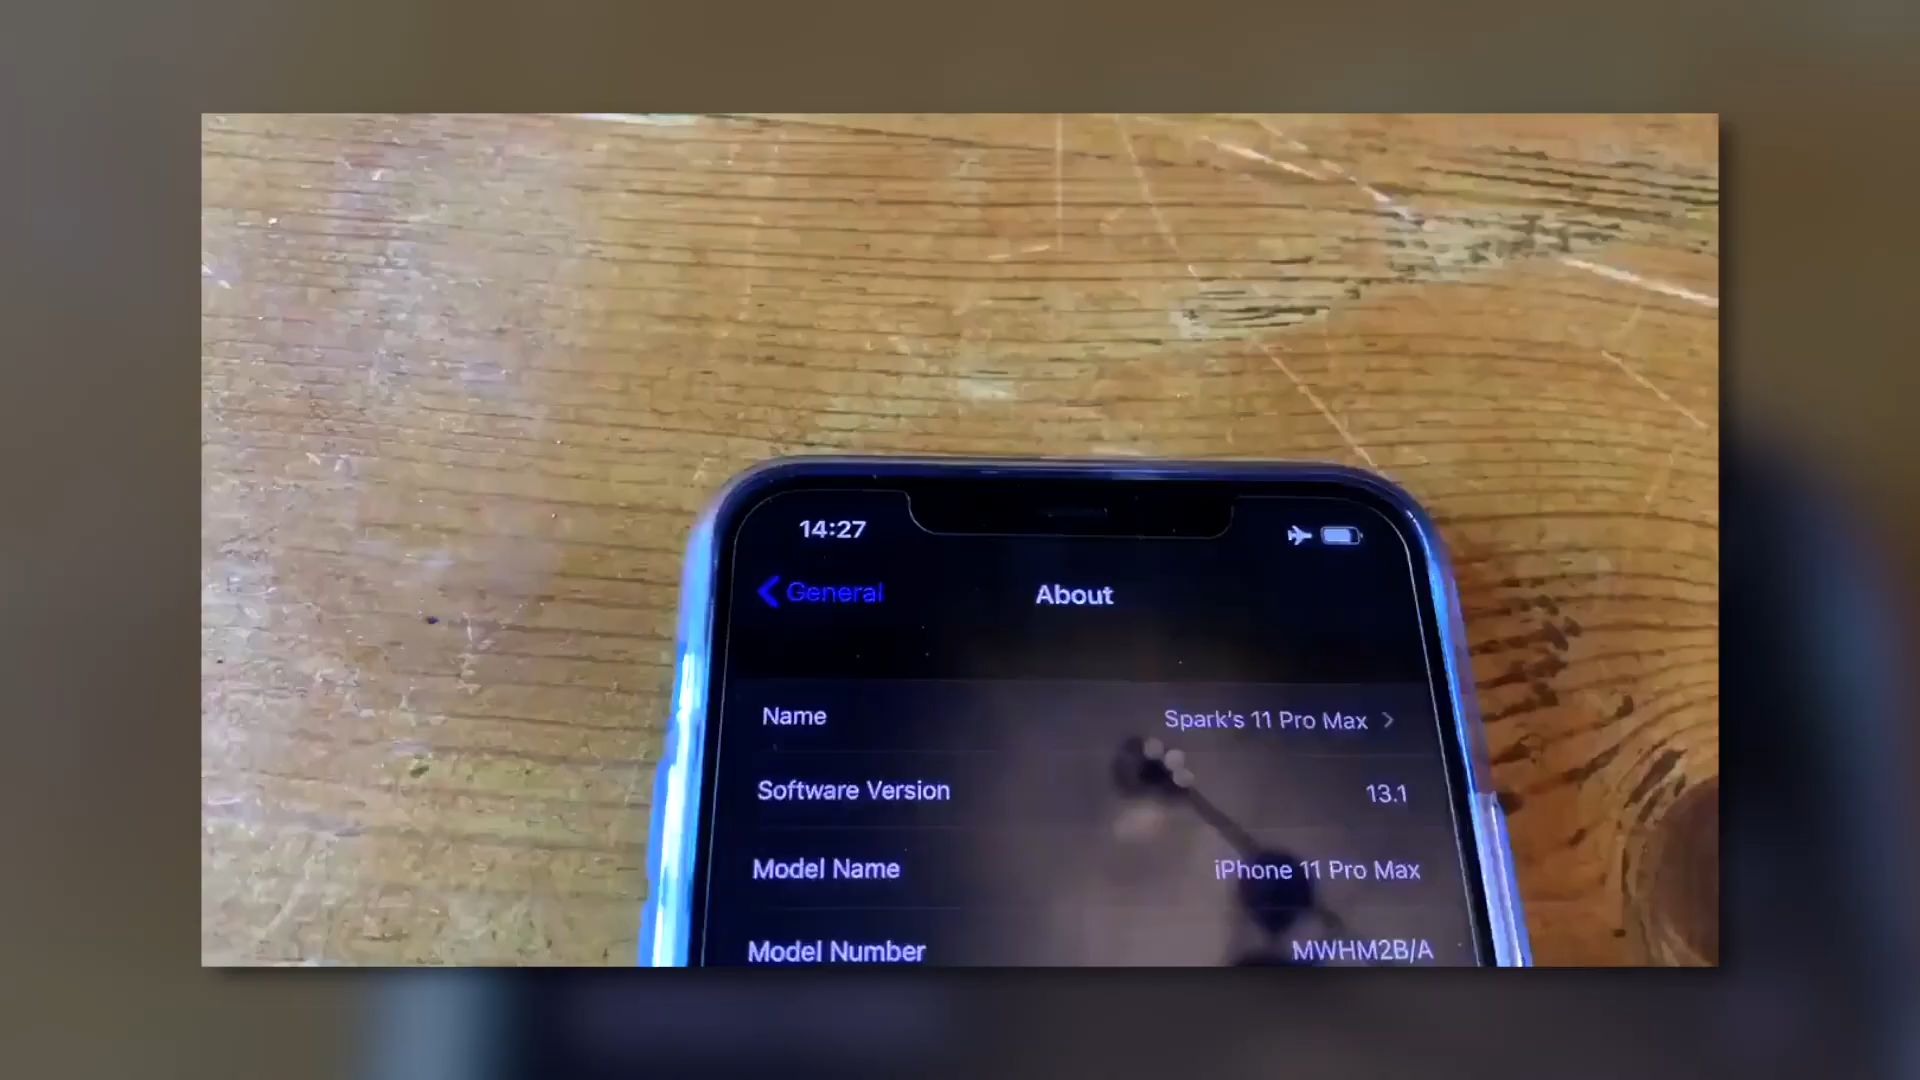 14:27
General
About
Name
Spark's 11 Pro Max
Software Version
13.1
Model Name
iPhone 11 Pro Max
Model Number
MWHM2B/A